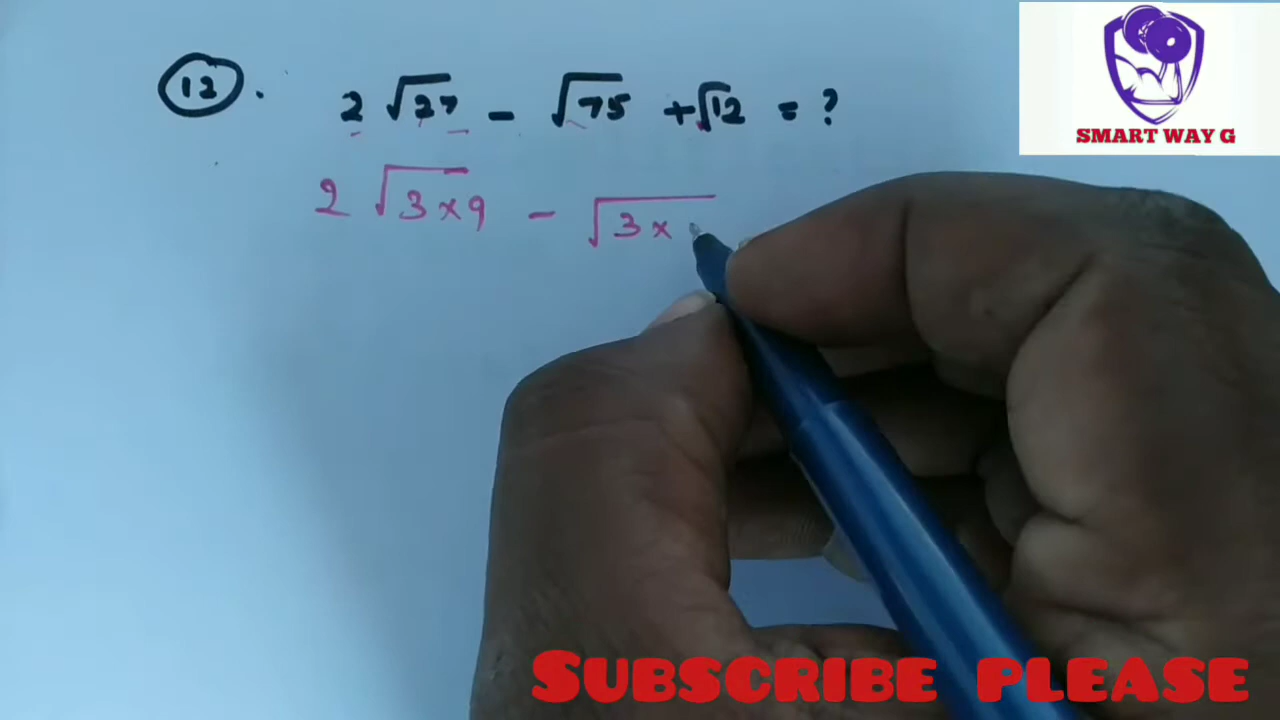 12. 2 √27 - √75 + √12 = ?
2 √3×9 - √3×
SMART WAY G
SUBSCRIBE PLEASE